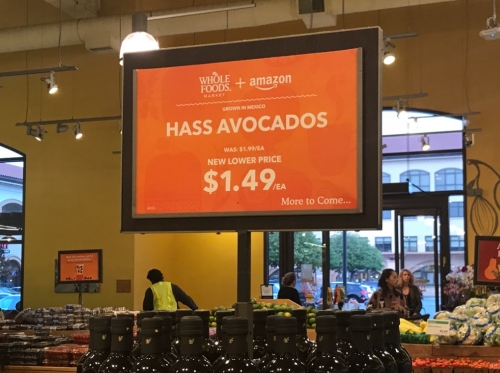 WHOLE FOODS MARKET + amazon
GROWN IN MEXICO
HASS AVOCADOS
WAS: $1.99/EA
NEW LOWER PRICE
$1.49/EA
More to Come...